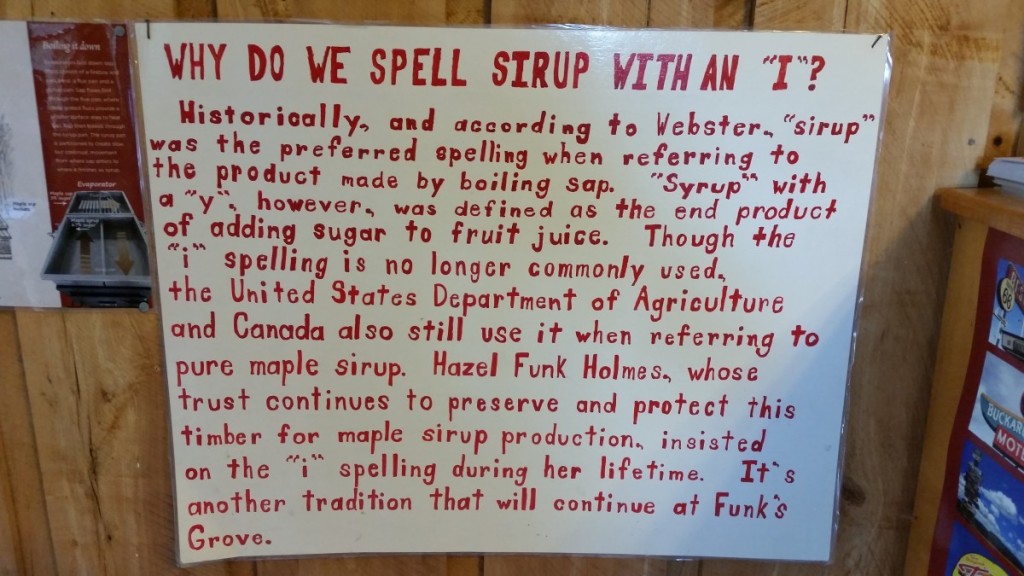 WHY DO WE SPELL SIRUP WITH AN "I"?
Historically, and according to Webster, "sirup"
was the preferred spelling when referring to
the product made by boiling sap. "Syrup" with
a "y", however, was defined as the end product
of adding sugar to fruit juice. Though the
"i" spelling is no longer commonly used,
the United States Department of Agriculture
and Canada also still use it when referring to
pure maple sirup. Hazel Funk Holmes, whose
trust continues to preserve and protect this
timber for maple sirup production, insisted
on the "i" spelling during her lifetime. It's
another tradition that will continue at Funk's
Grove.
Boiling it down
Evaporator
BUCKAR
MOT